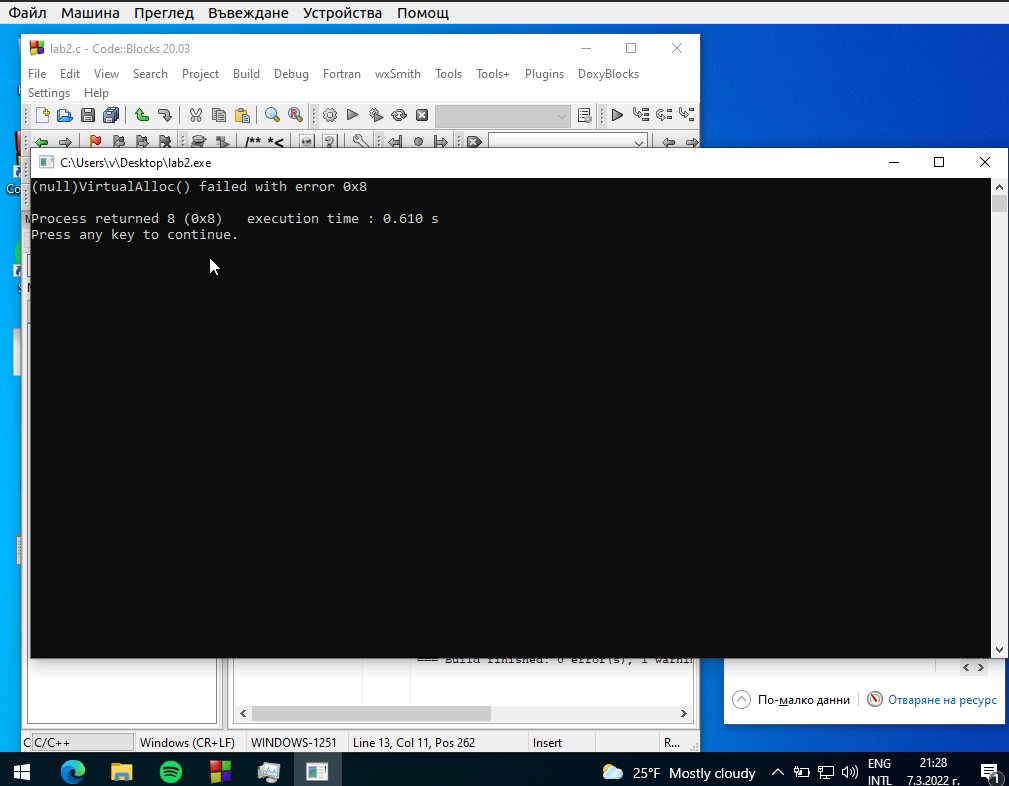 Файл Машина Преглед Въвеждане Устройства Помощ
lab2.c - Code::Blocks 20.03
File Edit View Search Project Build Debug Fortran wxSmith Tools Tools+ Plugins DoxyBlocks
Settings Help
/** *<
C:\Users\v\Desktop\lab2.exe
(null)VirtualAlloc() failed with error 0x8
Process returned 8 (0x8) execution time : 0.610 s
Press any key to continue.
=== Build finished: 0 error(s), 1 warnin
По-малко данни Отваряне на ресурс
C/C++ Windows (CR+LF) WINDOWS-1251 Line 13, Col 11, Pos 262 Insert R...
25°F Mostly cloudy
ENG
INTL
21:28
7.3.2022 г.
1